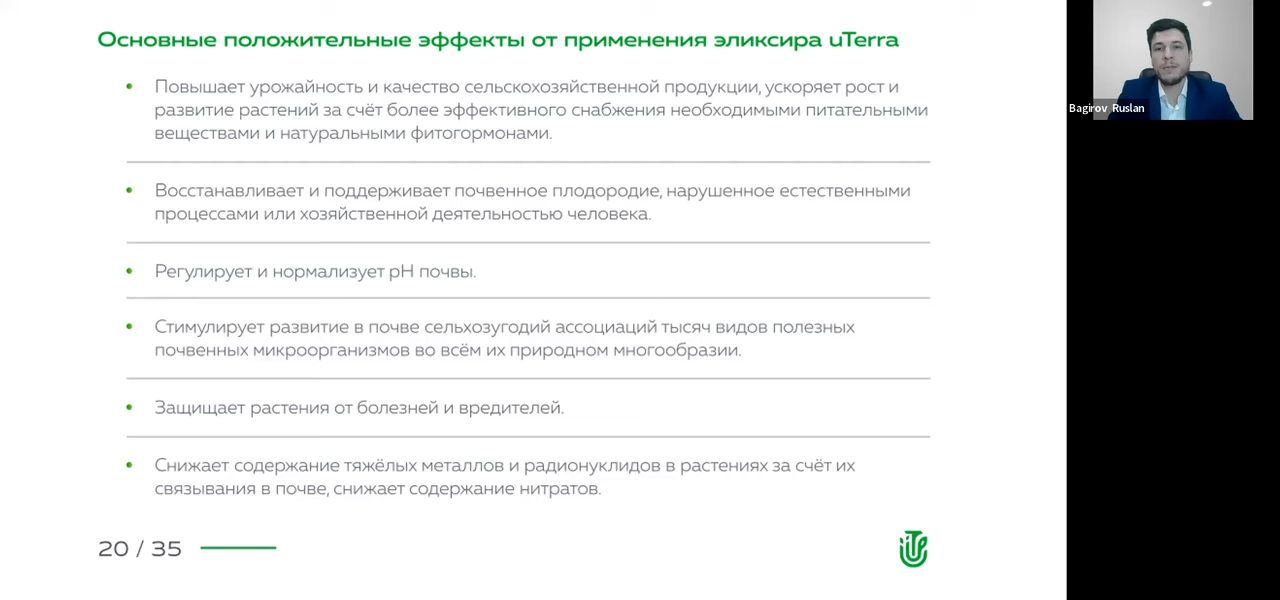 Основные положительные эффекты от применения эликсира uTerra
• Повышает урожайность и качество сельскохозяйственной продукции, ускоряет рост и
развитие растений за счёт более эффективного снабжения необходимыми питательными
веществами и натуральными фитогормонами.
• Восстанавливает и поддерживает почвенное плодородие, нарушенное естественными
процессами или хозяйственной деятельностью человека.
• Регулирует и нормализует pH почвы.
• Стимулирует развитие в почве сельхозугодий ассоциаций тысяч видов полезных
почвенных микроорганизмов во всём их природном многообразии.
• Защищает растения от болезней и вредителей.
• Снижает содержание тяжёлых металлов и радионуклидов в растениях за счёт их
связывания в почве, снижает содержание нитратов.
20 / 35
Bagirov Ruslan